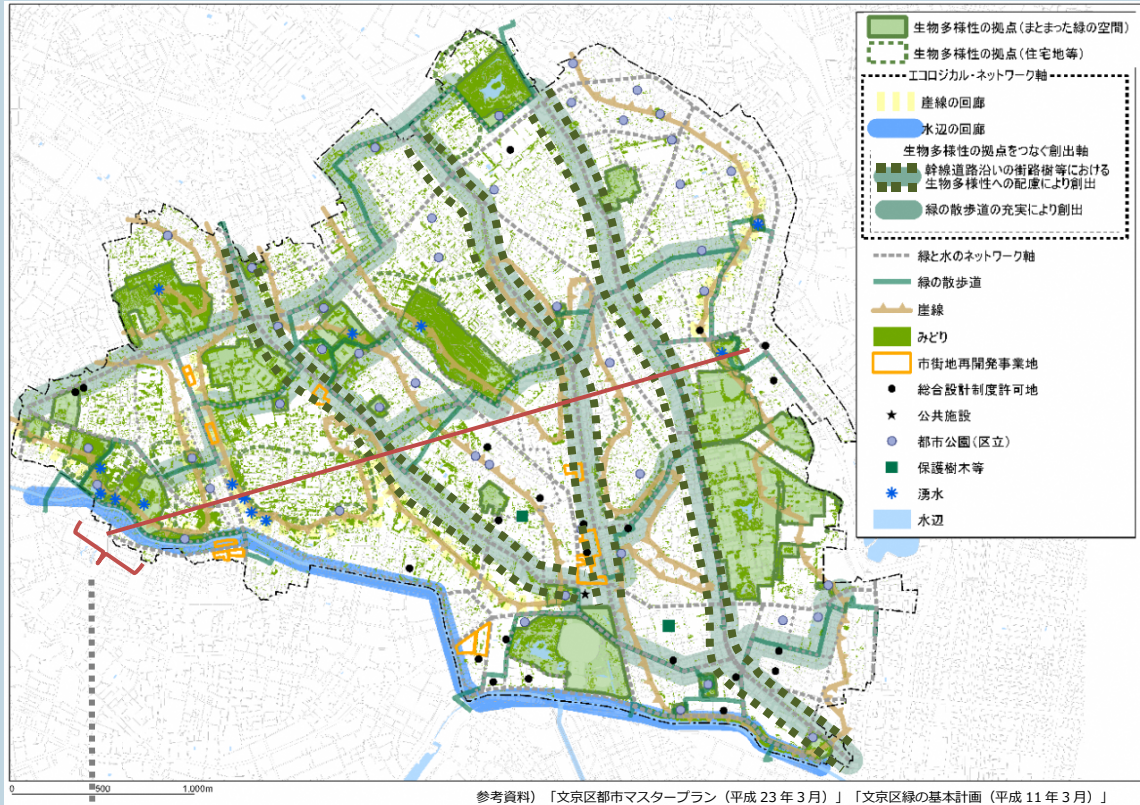 生物多様性の拠点(まとまった緑の空間)
生物多様性の拠点(住宅地等)
エコロジカル・ネットワーク軸
崖線の回廊
水辺の回廊
生物多様性の拠点をつなぐ創出軸
幹線道路沿いの街路樹等における
生物多様性への配慮により創出
緑の散歩道の充実により創出
緑と水のネットワーク軸
緑の散歩道
崖線
みどり
市街地再開発事業地
総合設計制度許可地
公共施設
都市公園(区立)
保護樹木等
湧水
水辺
0 500 1,000m
参考資料)「文京区都市マスタープラン(平成23年3月)」「文京区緑の基本計画(平成11年3月)」